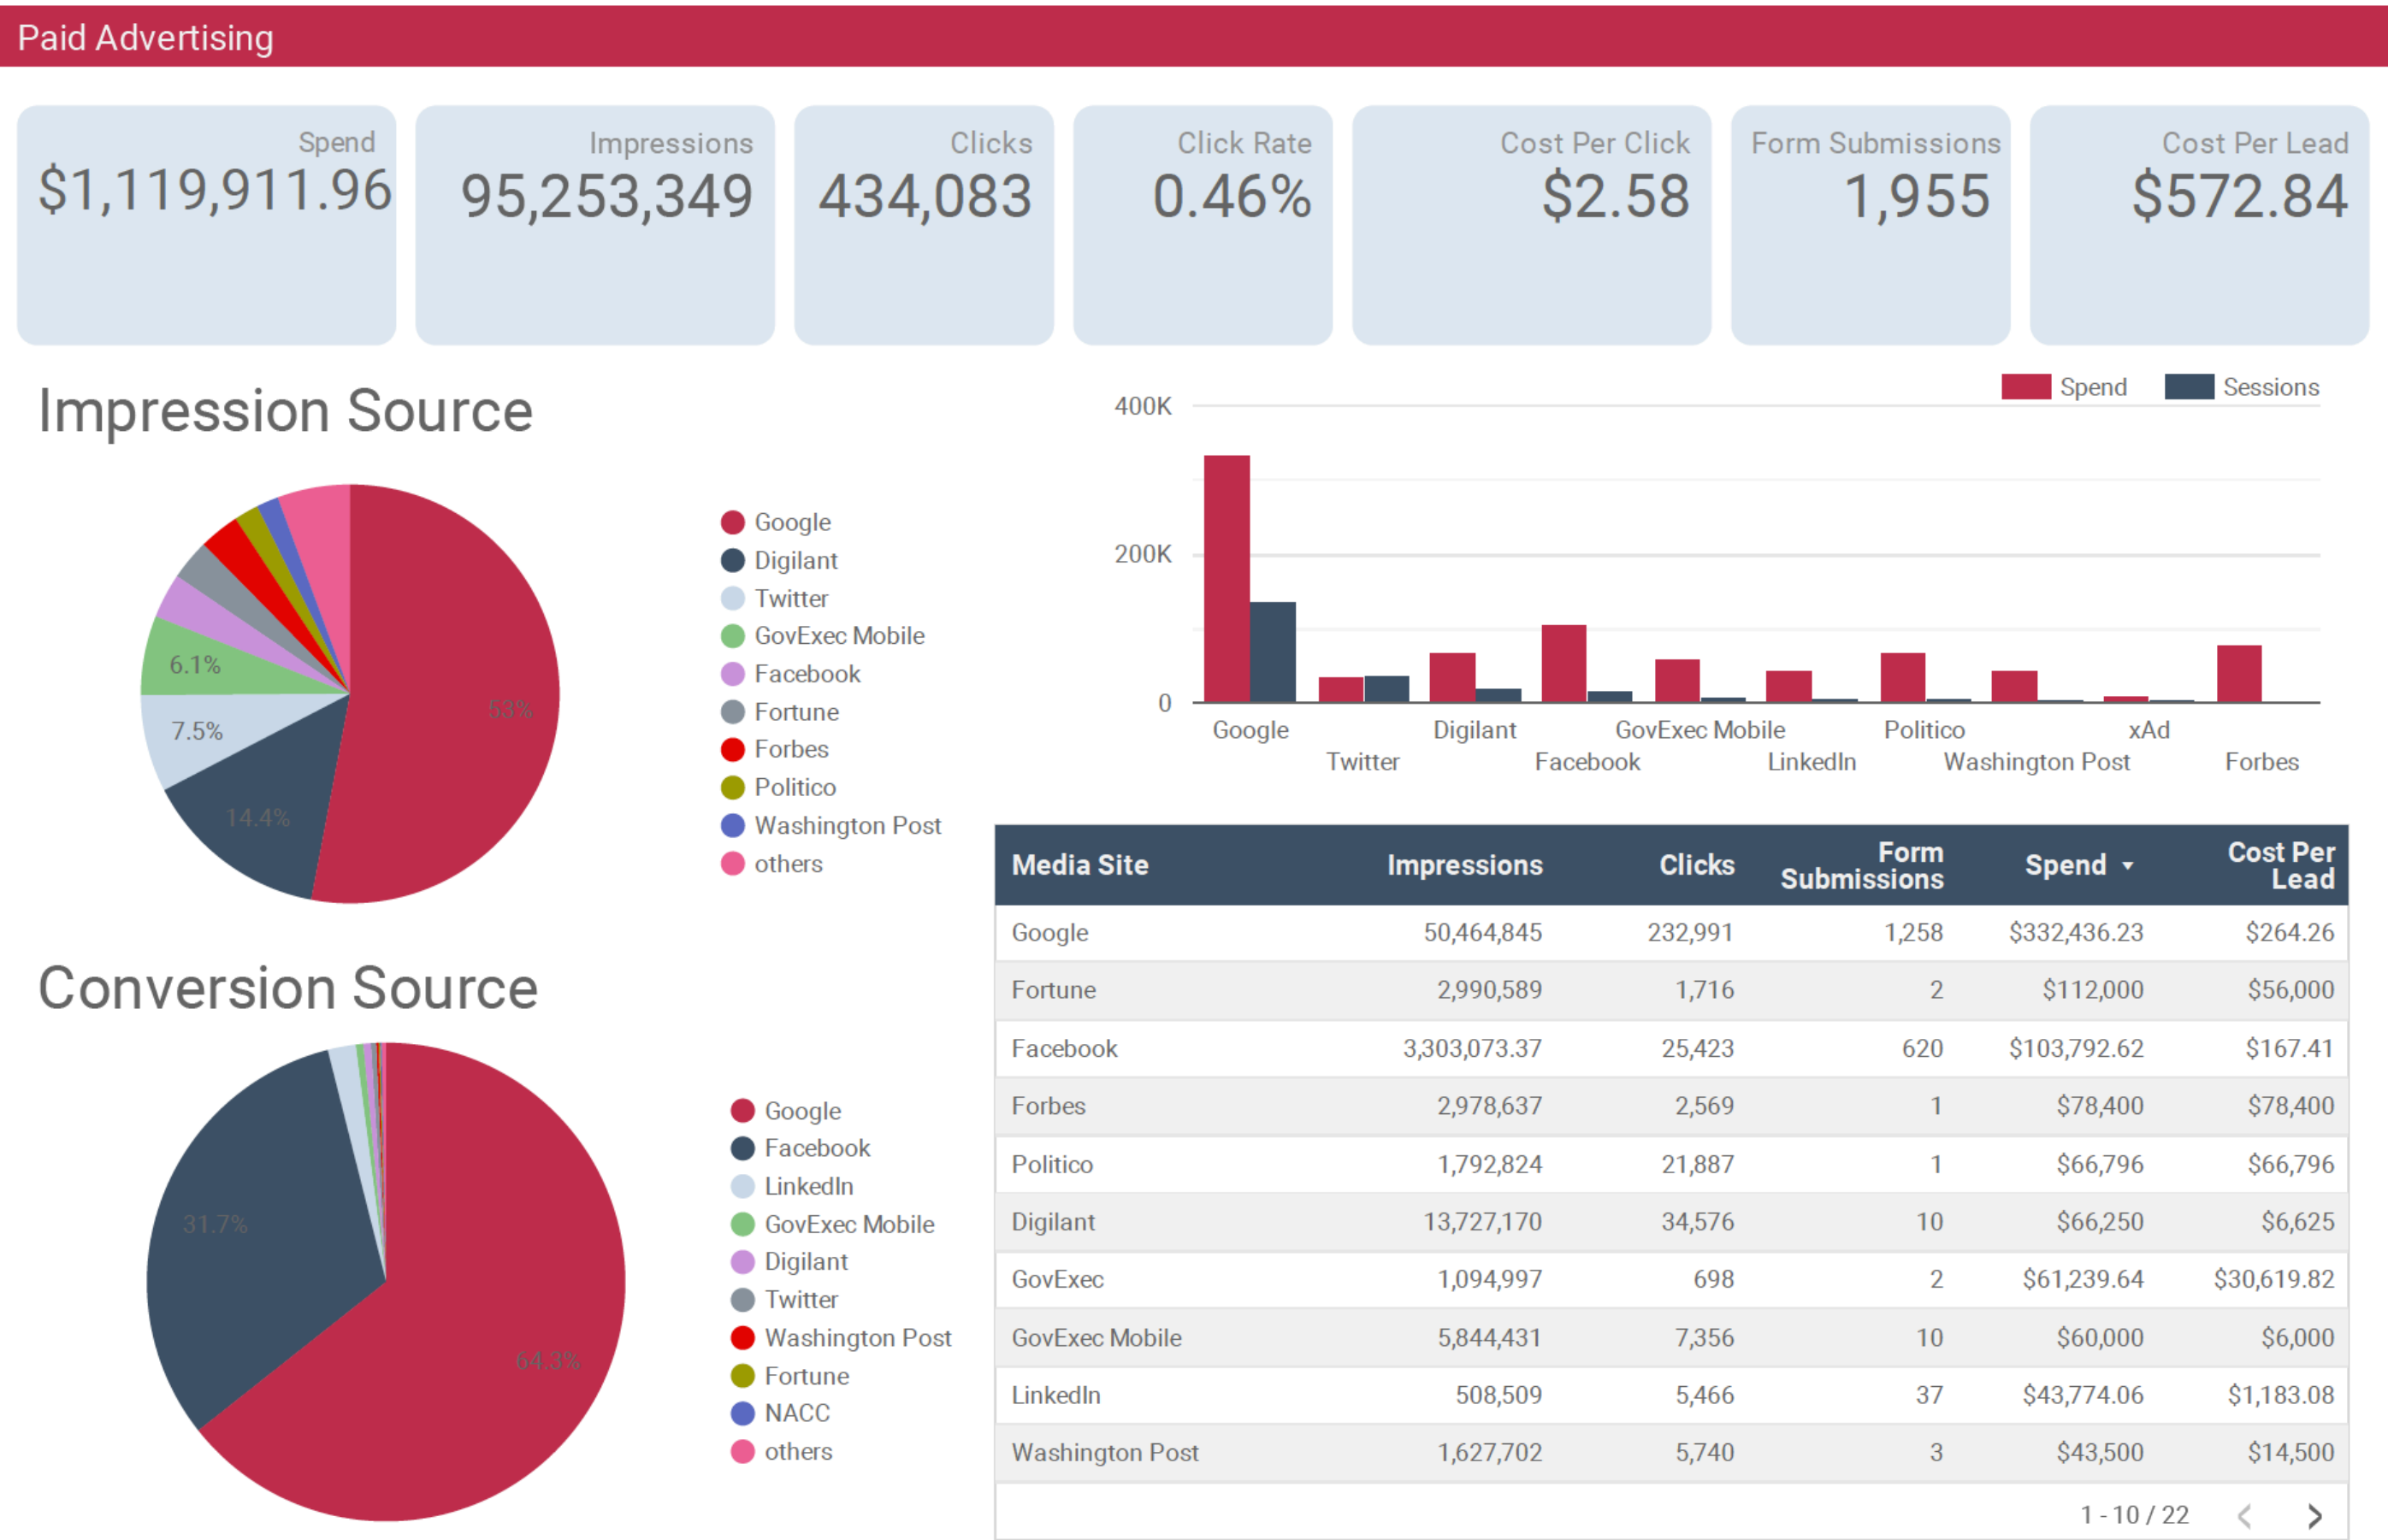 Paid Advertising
Spend
$1,119,911.96
Impressions
95,253,349
Clicks
434,083
Click Rate
0.46%
Cost Per Click
$2.58
Form Submissions
1,955
Cost Per Lead
$572.84
Impression Source
53%
14.4%
7.5%
6.1%
Google
Digilant
Twitter
GovExec Mobile
Facebook
Fortune
Forbes
Politico
Washington Post
others
Spend Sessions
400K
200K
0
Google
Twitter
Digilant
Facebook
GovExec Mobile
LinkedIn
Politico
Washington Post
xAd
Forbes
Conversion Source
31.7%
64.3%
Google
Facebook
LinkedIn
GovExec Mobile
Digilant
Twitter
Washington Post
Fortune
NACC
others
Media Site Impressions Clicks Form Submissions Spend Cost Per Lead
Google 50,464,845 232,991 1,258 $332,436.23 $264.26
Fortune 2,990,589 1,716 2 $112,000 $56,000
Facebook 3,303,073.37 25,423 620 $103,792.62 $167.41
Forbes 2,978,637 2,569 1 $78,400 $78,400
Politico 1,792,824 21,887 1 $66,796 $66,796
Digilant 13,727,170 34,576 10 $66,250 $6,625
GovExec 1,094,997 698 2 $61,239.64 $30,619.82
GovExec Mobile 5,844,431 7,356 10 $60,000 $6,000
LinkedIn 508,509 5,466 37 $43,774.06 $1,183.08
Washington Post 1,627,702 5,740 3 $43,500 $14,500
1 - 10 / 22